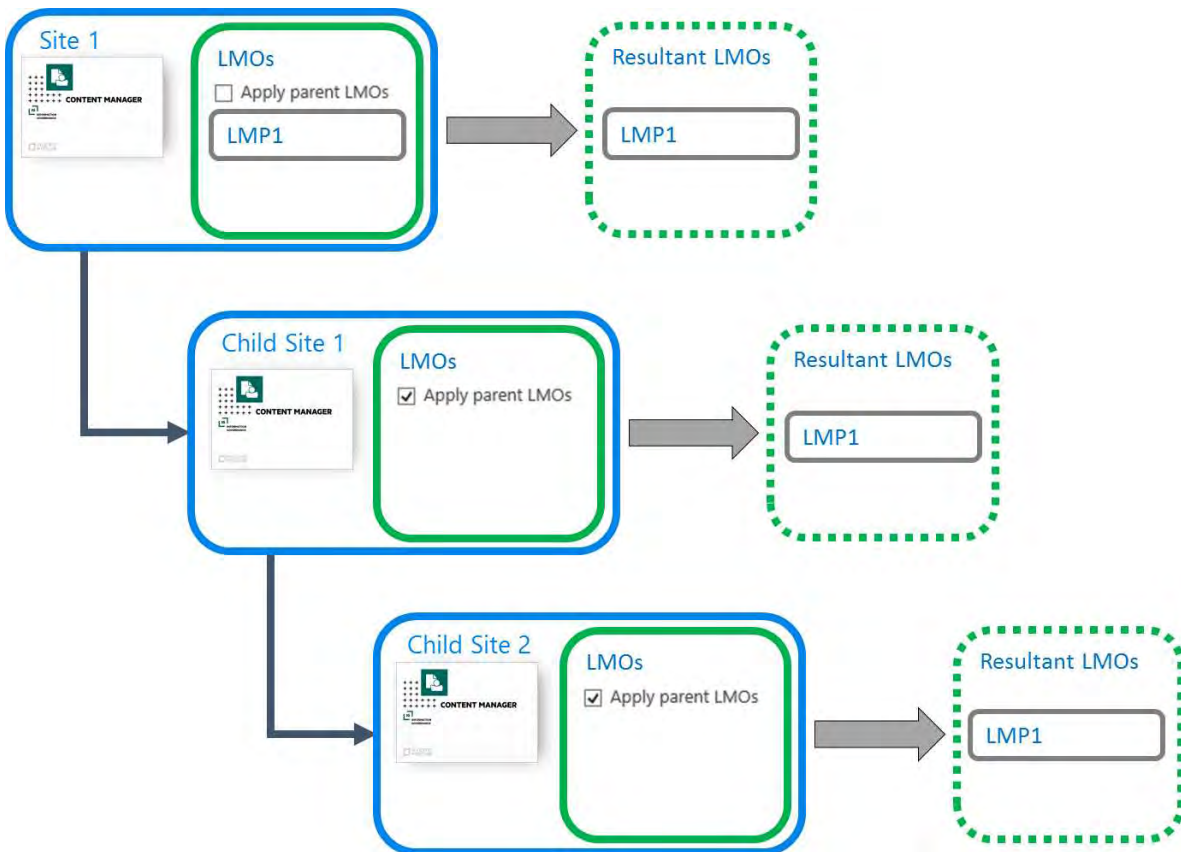 Site 1
CONTENT MANAGER
LMOs
Apply parent LMOs
LMP1
Resultant LMOs
LMP1
Child Site 1
CONTENT MANAGER
LMOs
Apply parent LMOs
Resultant LMOs
LMP1
Child Site 2
CONTENT MANAGER
LMOs
Apply parent LMOs
Resultant LMOs
LMP1